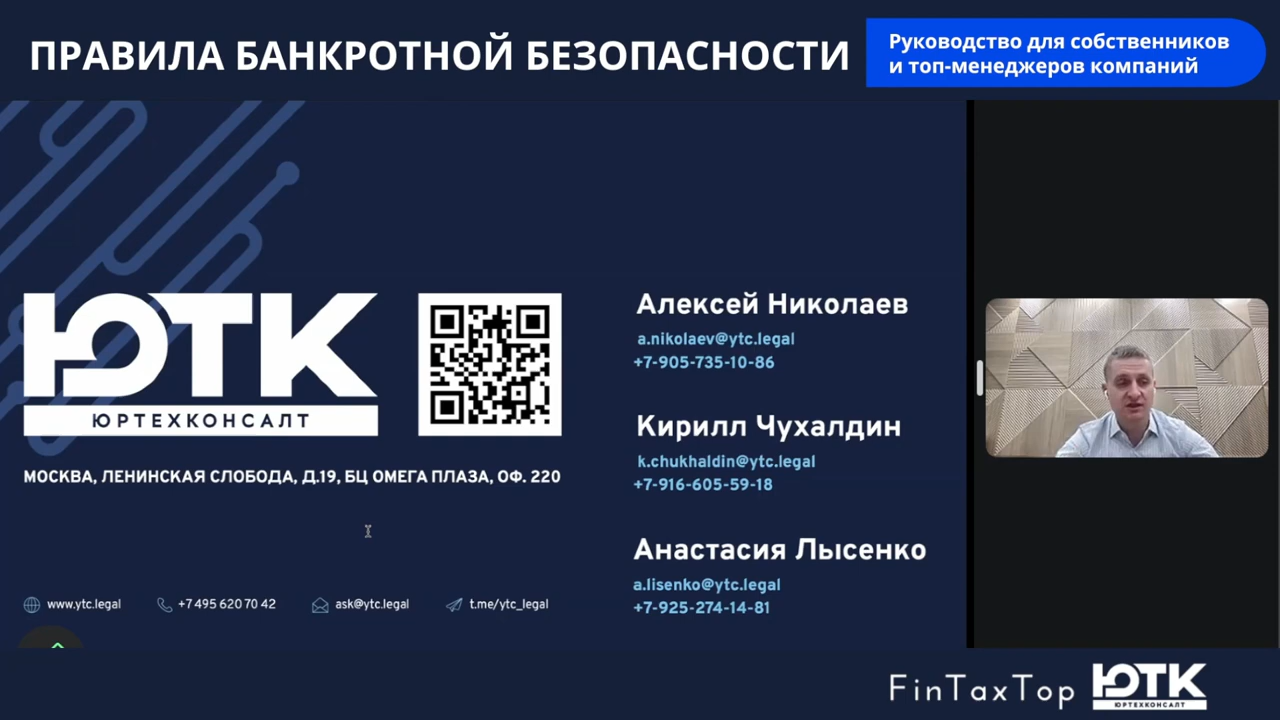 ПРАВИЛА БАНКРОТНОЙ БЕЗОПАСНОСТИ
Руководство для собственников
и топ-менеджеров компаний
ЮТК
ЮРТЕХКОНСАЛТ
МОСКВА, ЛЕНИНСКАЯ СЛОБОДА, Д.19, БЦ ОМЕГА ПЛАЗА, ОФ. 220
www.ytc.legal
+7 495 620 70 42
ask@ytc.legal
t.me/ytc_legal
Алексей Николаев
a.nikolaev@ytc.legal
+7-905-735-10-86
Кирилл Чухалдин
k.chukhaldin@ytc.legal
+7-916-605-59-18
Анастасия Лысенко
a.lisenko@ytc.legal
+7-925-274-14-81
FinTaxTop
ЮТК
ЮРТЕХКОНСАЛТ